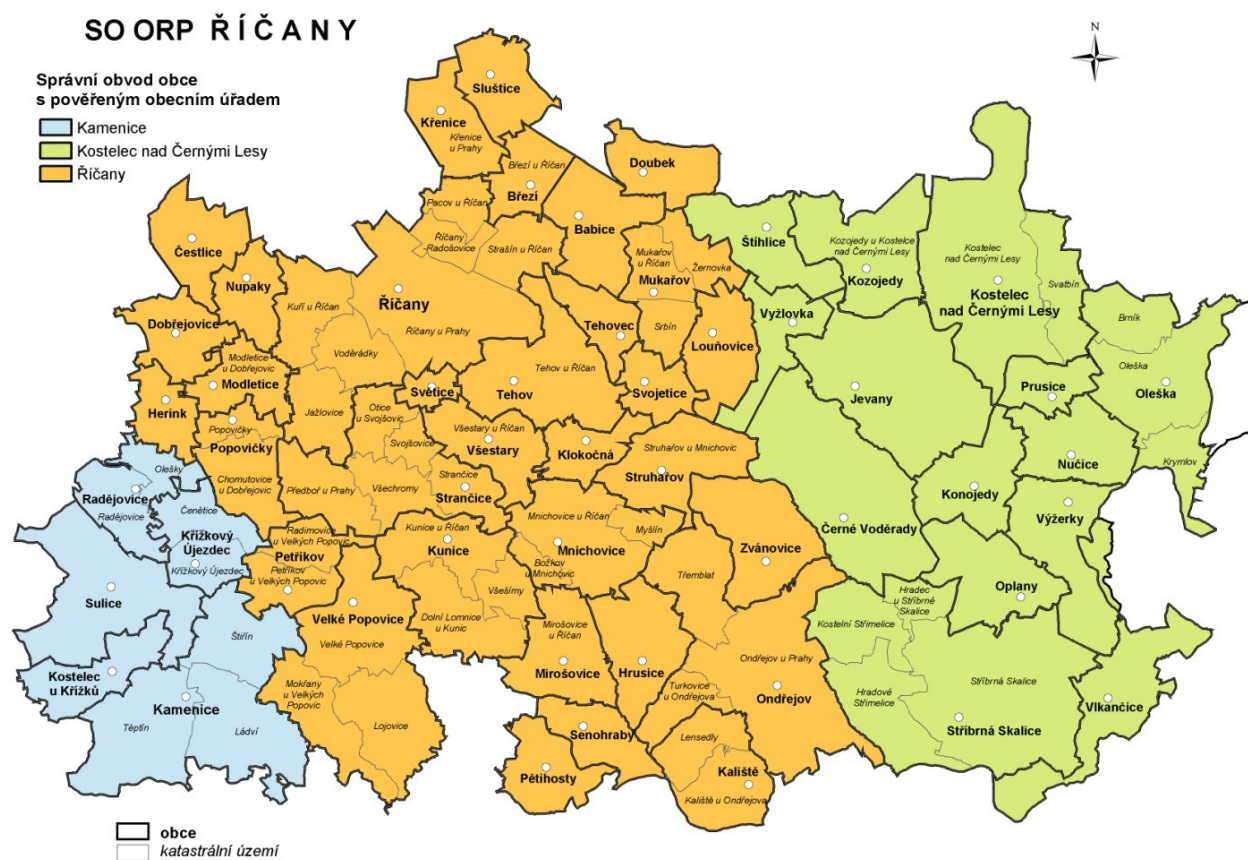 SO ORP ŘÍČANY
N
Správní obvod obce
s pověřeným obecním úřadem
Kamenice
Kostelec nad Černými Lesy
Říčany
Sluštice
Křenice
Křenice
u Prahy
Doubek
Březí u Říčan
Březí
Babice
Pacov u Říčan
Říčany
-Radošovice
Strašín u Říčan
Mukařov
u Říčan
Mukařov
Žernovka
Srbín
Štíhlice
Kozojedy u Kostelce
nad Černými Lesy
Kozojedy
Kostelec
nad Černými Lesy
Kostelec
nad Černými Lesy
Svatbín
Čestlice
Nupaky
Kuří u Říčan
Říčany
Říčany u Prahy
Tehovec
Louňovice
Vyžlovka
Brník
Oleška
Oleška
Krymlov
Dobřejovice
Modletice
u Dobřejovic
Modletice
Voděrádky
Herink
Popovičky
Popovičky
Chomutovice
u Dobřejovic
Jažlovice
Otice
u Svojšovic
Svojšovice
Světice
Tehov
Tehov u Říčan
Svojetice
Jevany
Prusice
Nučice
Všestary u Říčan
Všestary
Klokočná
Struhařov u Mnichovic
Struhařov
Olešky
Radějovice
Radějovice
Čenětice
Předboř u Prahy
Všechromy
Strančice
Strančice
Konojedy
Výžerky
Křížkový
Újezdec
Křížkový Újezdec
Radimovice
u Velkých Popovic
Petříkov
Petříkov
u Velkých Popovic
Kunice u Říčan
Kunice
Mnichovice u Říčan
Myšlín
Mnichovice
Božkov
u Mnichovic
Zvánovice
Černé Voděrady
Třemblat
Všešímy
Oplany
Hradec
u Stříbrné
Skalice
Sulice
Štiřín
Velké Popovice
Velké Popovice
Dolní Lomnice
u Kunic
Mirošovice
u Říčan
Mirošovice
Hrusice
Kostelní Střímelice
Ondřejov u Prahy
Ondřejov
Turkovice
u Ondřejova
Hradové
Střimelice
Stříbrná Skalice
Stříbrná Skalice
Vlkančice
Kostelec
u Křížků
Kamenice
Těptín
Ládví
Mokřany
u Velkých
Popovic
Lojovice
Senohraby
Pětihosty
Lensedly
Kaliště
Kaliště u Ondřejova
obce
katastrální území